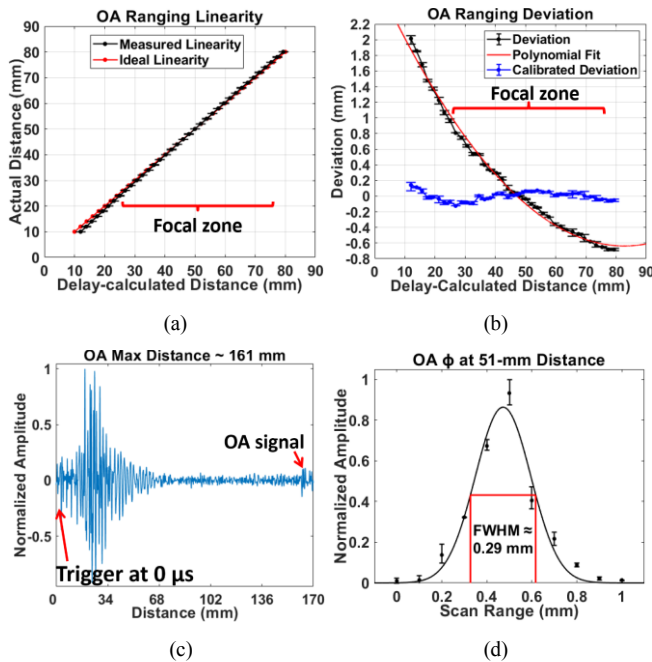 OA Ranging Linearity
Actual Distance (mm)
90
80
70
60
50
40
30
20
10
0
Measured Linearity
Ideal Linearity
Focal zone
0 10 20 30 40 50 60 70 80 90
Delay-calculated Distance (mm)
(a)
OA Ranging Deviation
Deviation (mm)
2.2
2
1.8
1.6
1.4
1.2
1
0.8
0.6
0.4
0.2
0
-0.2
-0.4
-0.6
-0.8
Deviation
Polynomial Fit
Calibrated Deviation
Focal zone
0 10 20 30 40 50 60 70 80 90
Delay-Calculated Distance (mm)
(b)
OA Max Distance ~ 161 mm
Normalized Amplitude
1
0.5
0
-0.5
OA signal
Trigger at 0 μs
0 34 68 102 136 170
Distance (mm)
(c)
OA ϕ at 51-mm Distance
Normalized Amplitude
1
0.8
0.6
0.4
0.2
0
FWHM ≈
0.29 mm
0 0.2 0.4 0.6 0.8 1
Scan Range (mm)
(d)